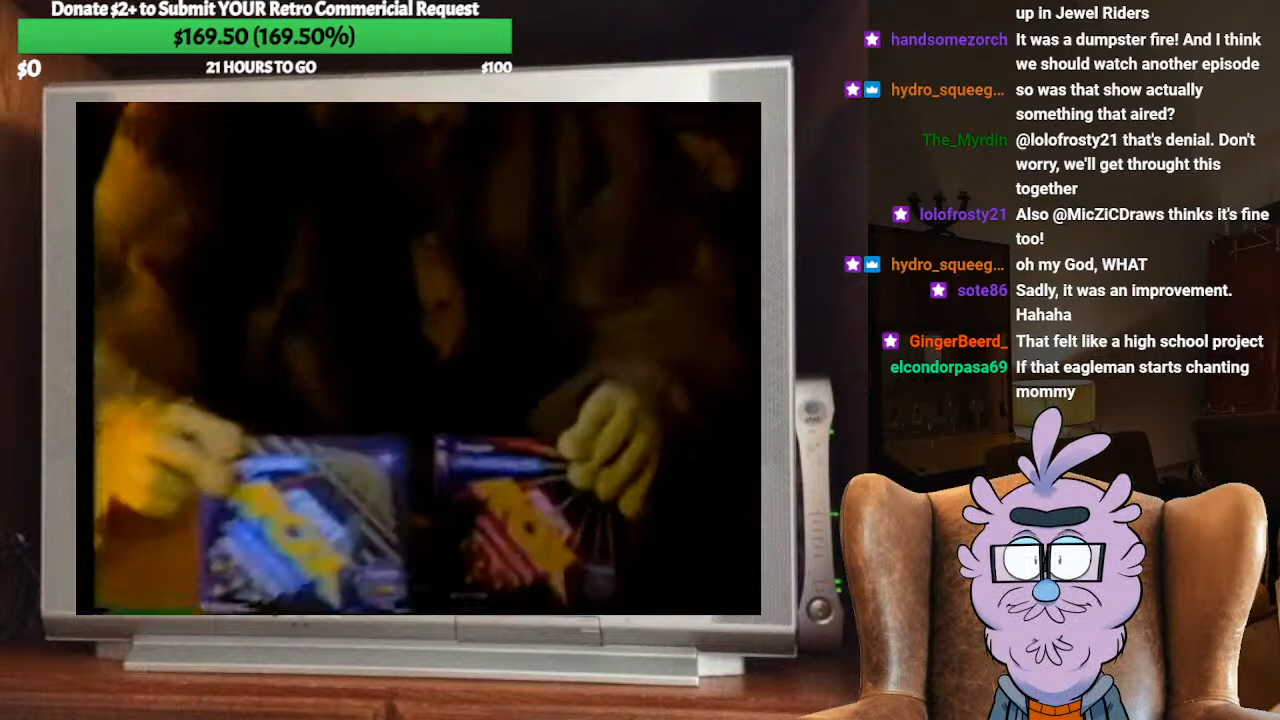 Donate $2+ to Submit YOUR Retro Commericial Request
$169.50 (169.50%)
$0
21 HOURS TO GO
$100
up in Jewel Riders
handsomezorch It was a dumpster fire! And I think
we should watch another episode
hydro_squeeg... so was that show actually
something that aired?
The_Myrdin @lolofrosty21 that's denial. Don't
worry, we'll get throught this
together
lolofrosty21 Also @MicZiCDraws thinks it's fine
too!
hydro_squeeg... oh my God, WHAT
sote86 Sadly, it was an improvement.
Hahaha
GingerBeerd_ That felt like a high school project
elcondorpasa69 If that eagleman starts chanting
mommy